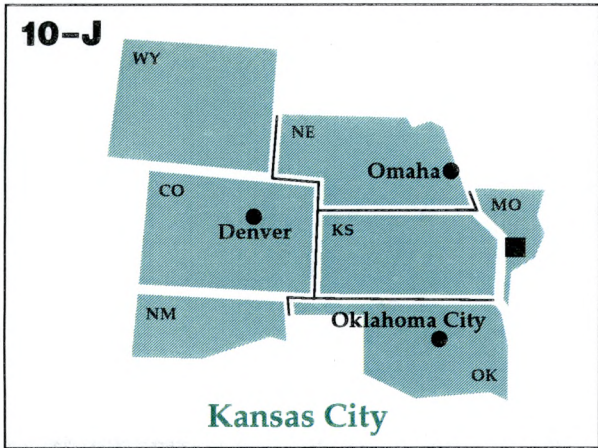 10-J
WY
NE
Omaha
CO
MO
Denver
KS
NM
Oklahoma City
OK
Kansas City